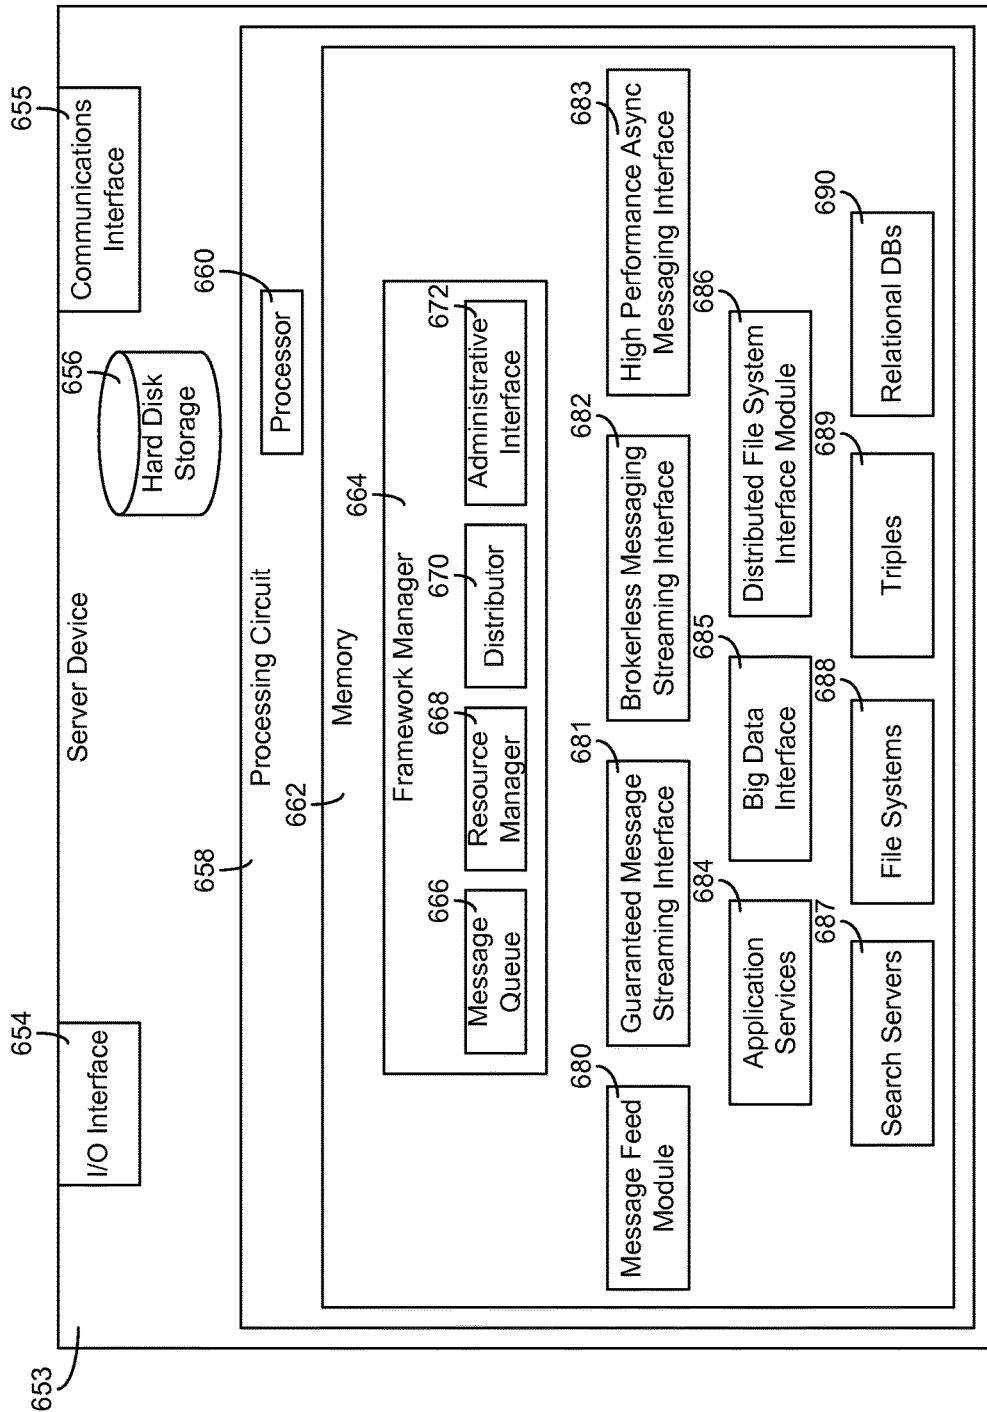 653
Server Device
I/O Interface
654
Communications
Interface
655
Hard Disk
Storage
656
658
Processing Circuit
Processor
660
662
Memory
Framework Manager
664
Message
Queue
666
Resource
Manager
668
Distributor
670
Administrative
Interface
672
Message Feed
Module
680
Guaranteed Message
Streaming Interface
681
Brokerless Messaging
Streaming Interface
682
High Performance Async
Messaging Interface
683
Application
Services
684
Big Data
Interface
685
Distributed File System
Interface Module
686
Search Servers
687
File Systems
688
Triples
689
Relational DBs
690